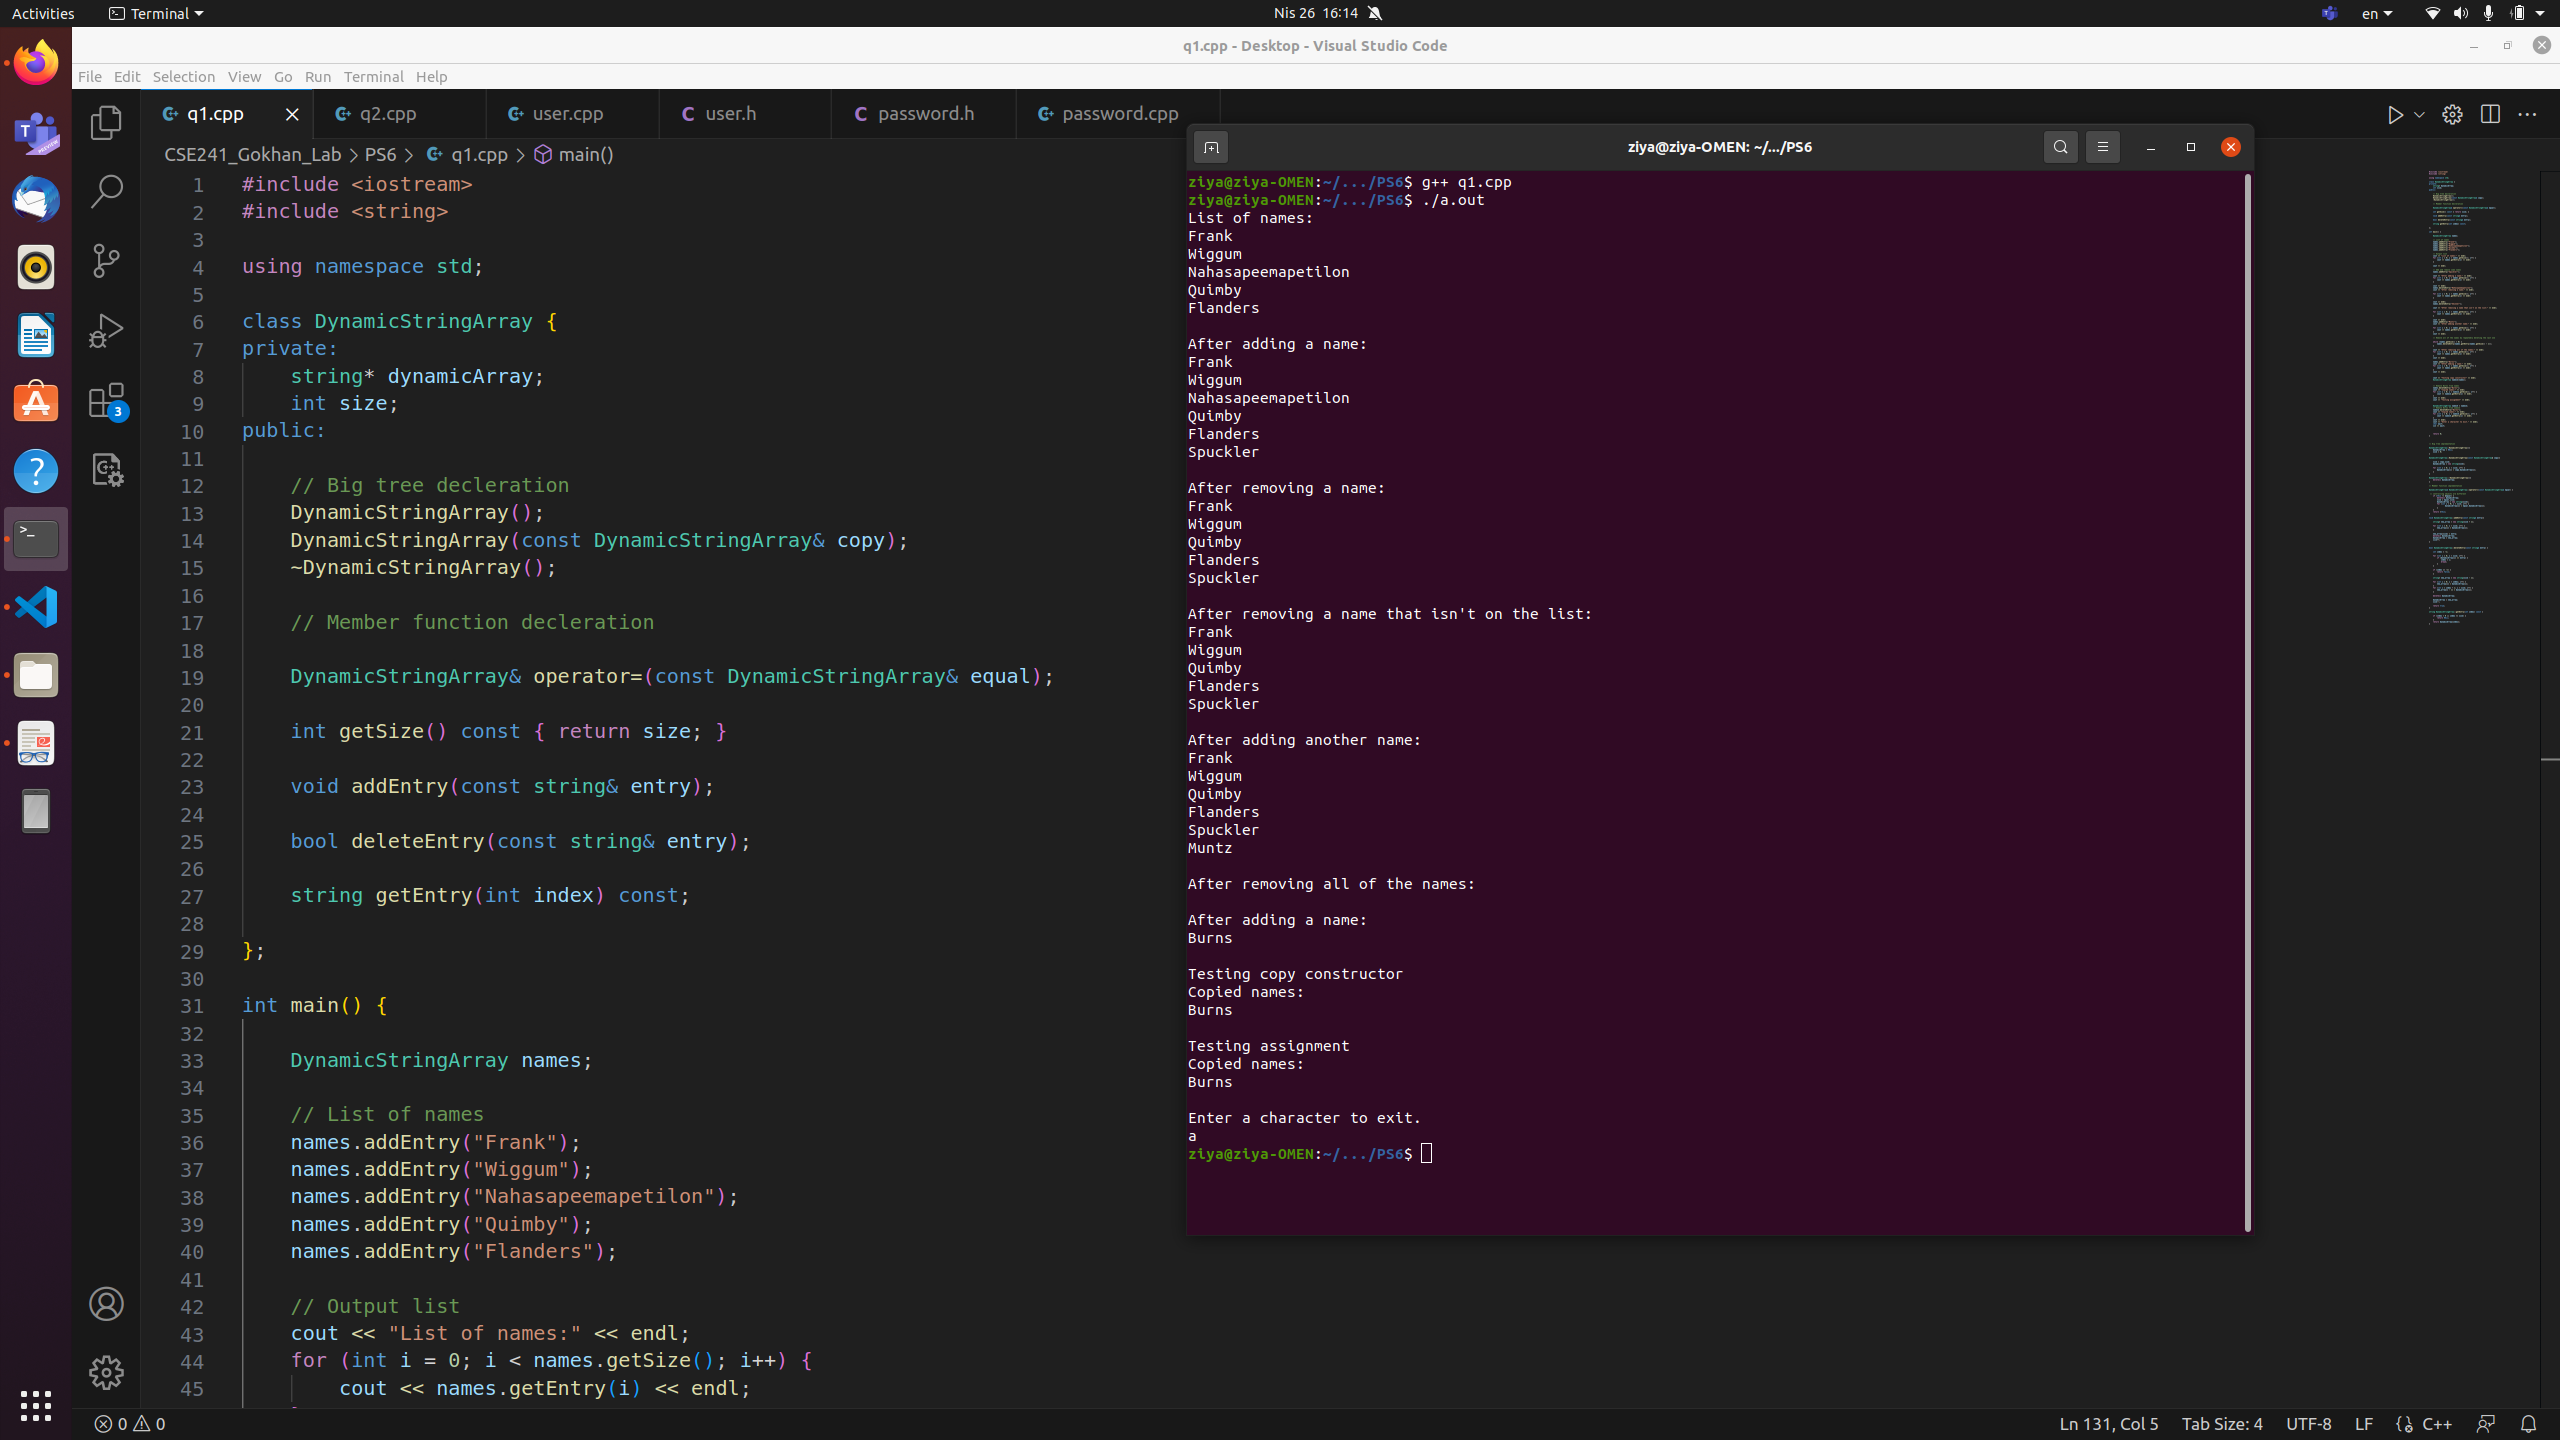 Activities
Terminal
Nis 26 16:14
en
q1.cpp - Desktop - Visual Studio Code
File Edit Selection View Go Run Terminal Help
q1.cpp
q2.cpp
user.cpp
user.h
password.h
password.cpp
CSE241_Gokhan_Lab > PS6 > q1.cpp > main()
1 #include <iostream>
2 #include <string>
3
4 using namespace std;
5
6 class DynamicStringArray {
7 private:
8 string* dynamicArray;
9 int size;
10 public:
11
12 // Big tree decleration
13 DynamicStringArray();
14 DynamicStringArray(const DynamicStringArray& copy);
15 ~DynamicStringArray();
16
17 // Member function decleration
18
19 DynamicStringArray& operator=(const DynamicStringArray& equal);
20
21 int getSize() const { return size; }
22
23 void addEntry(const string& entry);
24
25 bool deleteEntry(const string& entry);
26
27 string getEntry(int index) const;
28
29 };
30
31 int main() {
32
33 DynamicStringArray names;
34
35 // List of names
36 names.addEntry("Frank");
37 names.addEntry("Wiggum");
38 names.addEntry("Nahasapeemapetilon");
39 names.addEntry("Quimby");
40 names.addEntry("Flanders");
41
42 // Output list
43 cout << "List of names:" << endl;
44 for (int i = 0; i < names.getSize(); i++) {
45 cout << names.getEntry(i) << endl;
3
ziya@ziya-OMEN: ~/.../PS6
ziya@ziya-OMEN:~/.../PS6$ g++ q1.cpp
ziya@ziya-OMEN:~/.../PS6$ ./a.out
List of names:
Frank
Wiggum
Nahasapeemapetilon
Quimby
Flanders

After adding a name:
Frank
Wiggum
Nahasapeemapetilon
Quimby
Flanders
Spuckler

After removing a name:
Frank
Wiggum
Quimby
Flanders
Spuckler

After removing a name that isn't on the list:
Frank
Wiggum
Quimby
Flanders
Spuckler

After adding another name:
Frank
Wiggum
Quimby
Flanders
Spuckler
Muntz

After removing all of the names:

After adding a name:
Burns

Testing copy constructor
Copied names:
Burns

Testing assignment
Copied names:
Burns

Enter a character to exit.
a
ziya@ziya-OMEN:~/.../PS6$
0 0
Ln 131, Col 5
Tab Size: 4
UTF-8
LF
C++